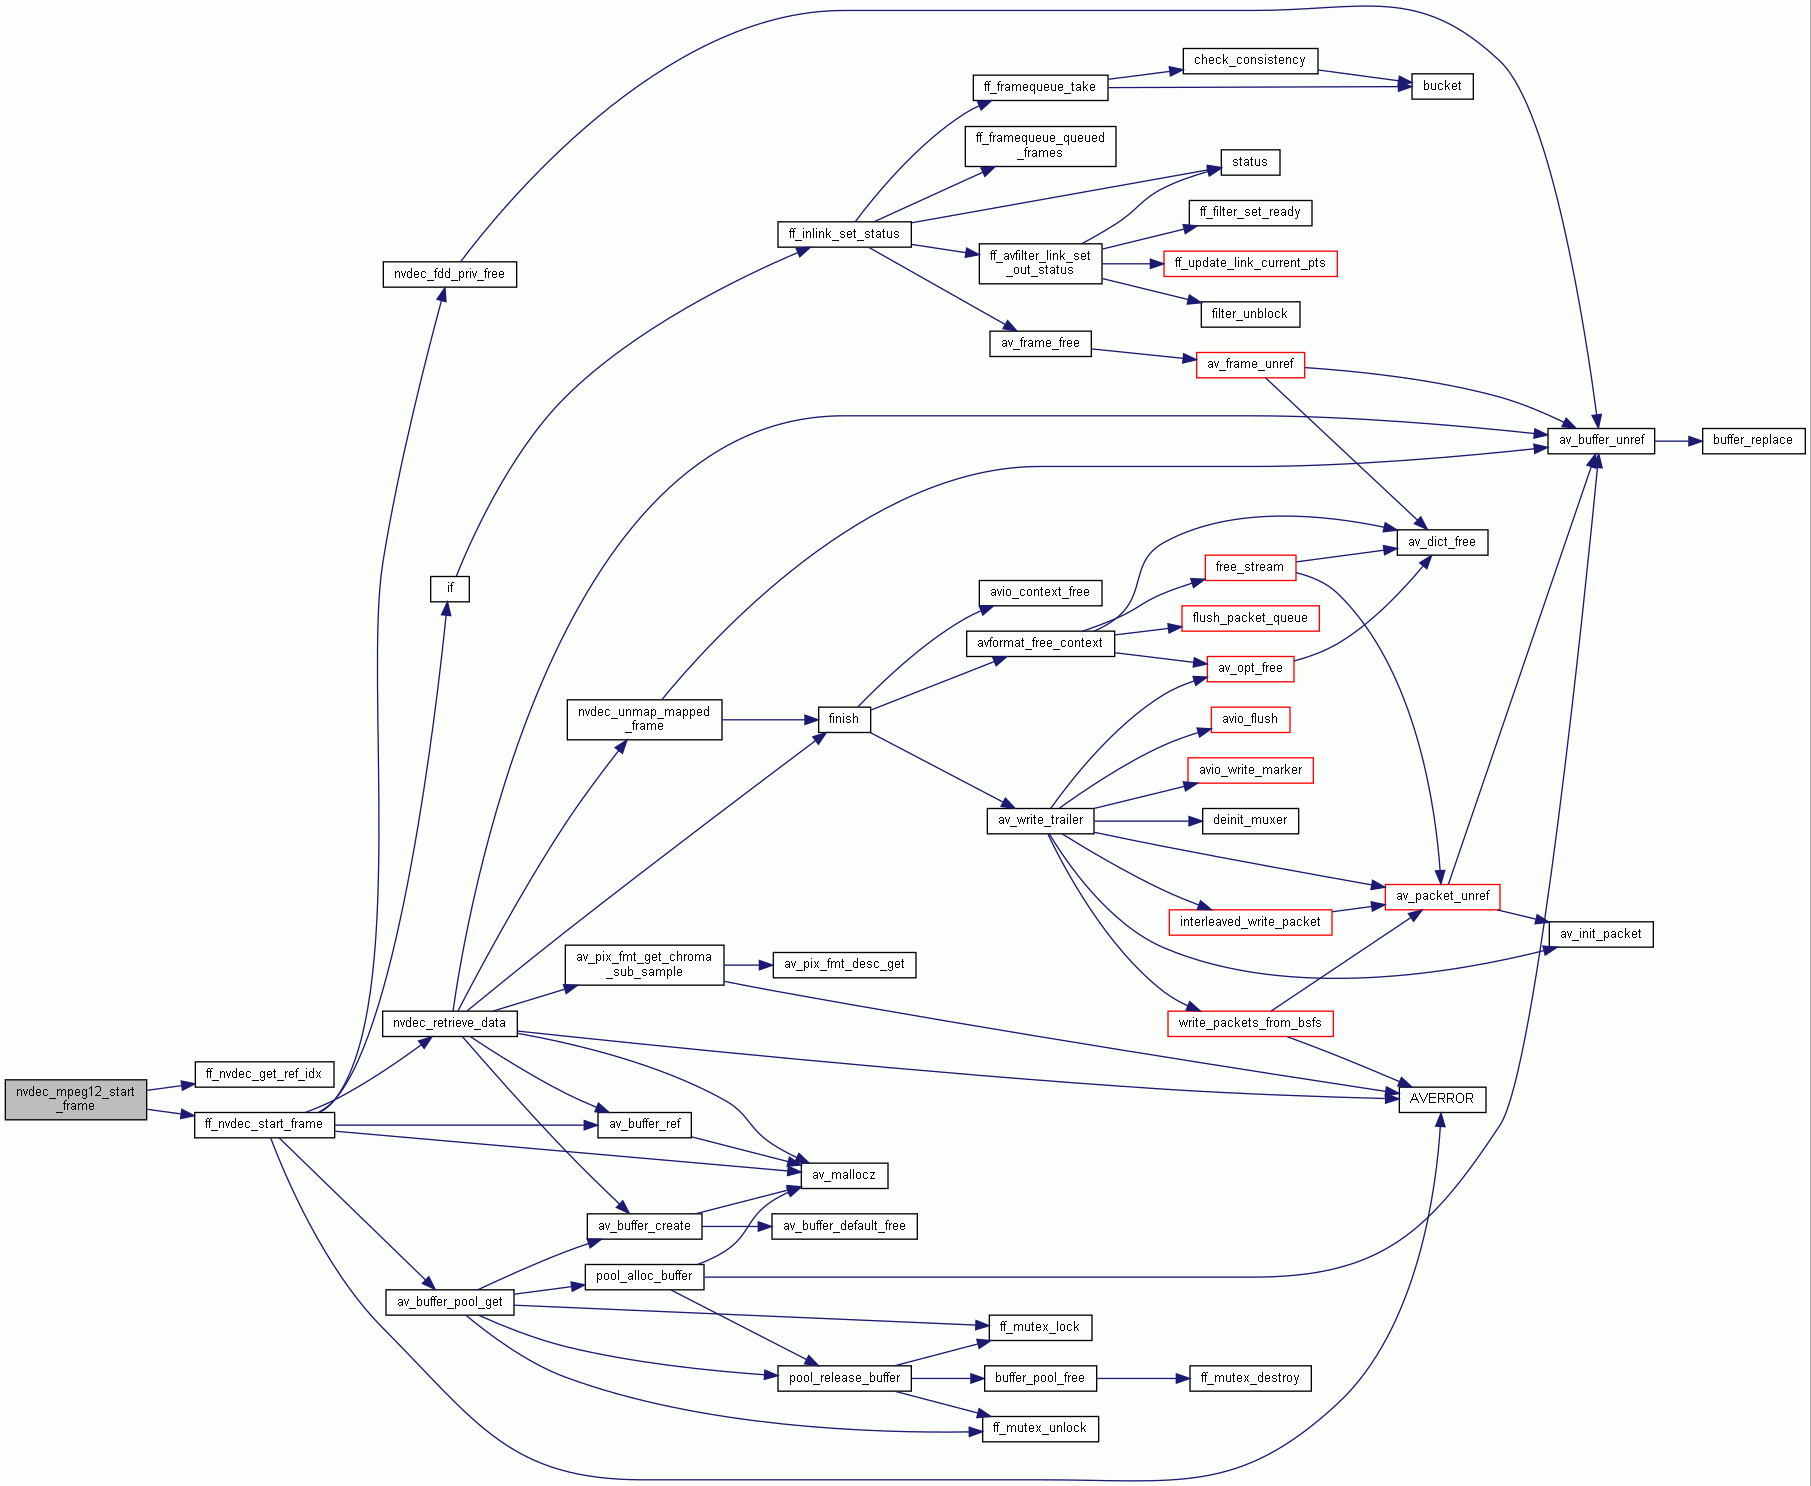 check_consistency
ff_framequeue_take
bucket
ff_framequeue_queued
_frames
status
ff_filter_set_ready
ff_inlink_set_status
ff_avfilter_link_set
_out_status
ff_update_link_current_pts
nvdec_fdd_priv_free
filter_unblock
av_frame_free
av_frame_unref
av_buffer_unref
buffer_replace
av_dict_free
free_stream
if
avio_context_free
flush_packet_queue
avformat_free_context
av_opt_free
nvdec_unmap_mapped
_frame
finish
avio_flush
avio_write_marker
av_write_trailer
deinit_muxer
av_packet_unref
interleaved_write_packet
av_init_packet
av_pix_fmt_get_chroma
_sub_sample
av_pix_fmt_desc_get
nvdec_retrieve_data
write_packets_from_bsfs
ff_nvdec_get_ref_idx
nvdec_mpeg12_start
_frame
AVERROR
ff_nvdec_start_frame
av_buffer_ref
av_mallocz
av_buffer_create
av_buffer_default_free
pool_alloc_buffer
av_buffer_pool_get
ff_mutex_lock
pool_release_buffer
buffer_pool_free
ff_mutex_destroy
ff_mutex_unlock